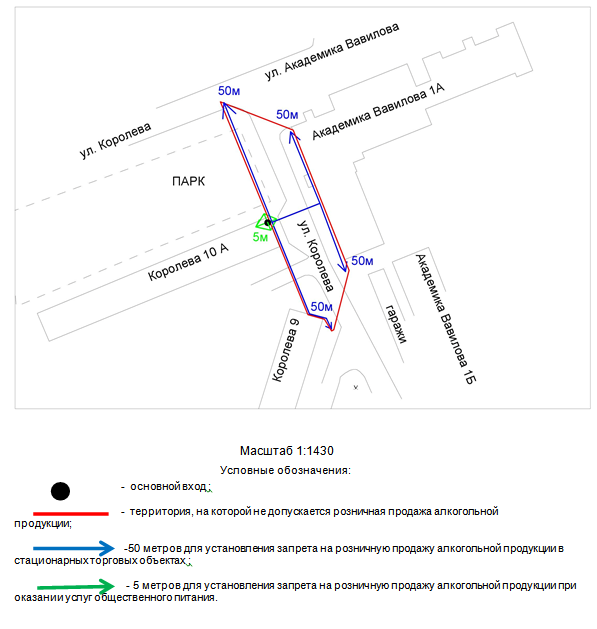 ул. Академика Вавилова
50м
50м
Академика Вавилова 1А
ул. Королева
ПАРК
5м
ул. Королева
Королева 10 А
50м
Академика Вавилова 1Б
50м
гаражи
Королева 9
Масштаб 1:1430
Условные обозначения:
- основной вход ;
- территория, на которой не допускается розничная продажа алкогольной
продукции;
-50 метров для установления запрета на розничную продажу алкогольной продукции в
стационарных торговых объектах ;
- 5 метров для установления запрета на розничную продажу алкогольной продукции при
оказании услуг общественного питания.